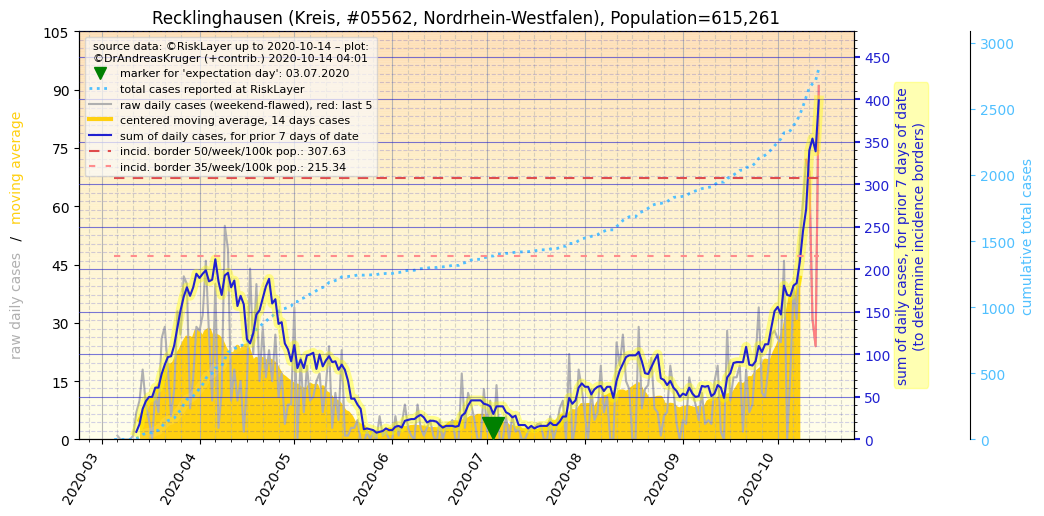 Recklinghausen (Kreis, #05562, Nordrhein-Westfalen), Population=615,261
source data: ©RiskLayer up to 2020-10-14 – plot:
©DrAndreasKruger (+contrib.) 2020-10-14 04:01
marker for 'expectation day': 03.07.2020
total cases reported at RiskLayer
raw daily cases (weekend-flawed), red: last 5
centered moving average, 14 days cases
sum of daily cases, for prior 7 days of date
incid. border 50/week/100k pop.: 307.63
incid. border 35/week/100k pop.: 215.34
raw daily cases / moving average
105
90
75
60
45
30
15
0
2020-03
2020-04
2020-05
2020-06
2020-07
2020-08
2020-09
2020-10
450
400
350
300
250
200
150
100
50
0
sum of daily cases, for prior 7 days of date
(to determine incidence borders)
3000
2500
2000
1500
1000
500
0
cumulative total cases